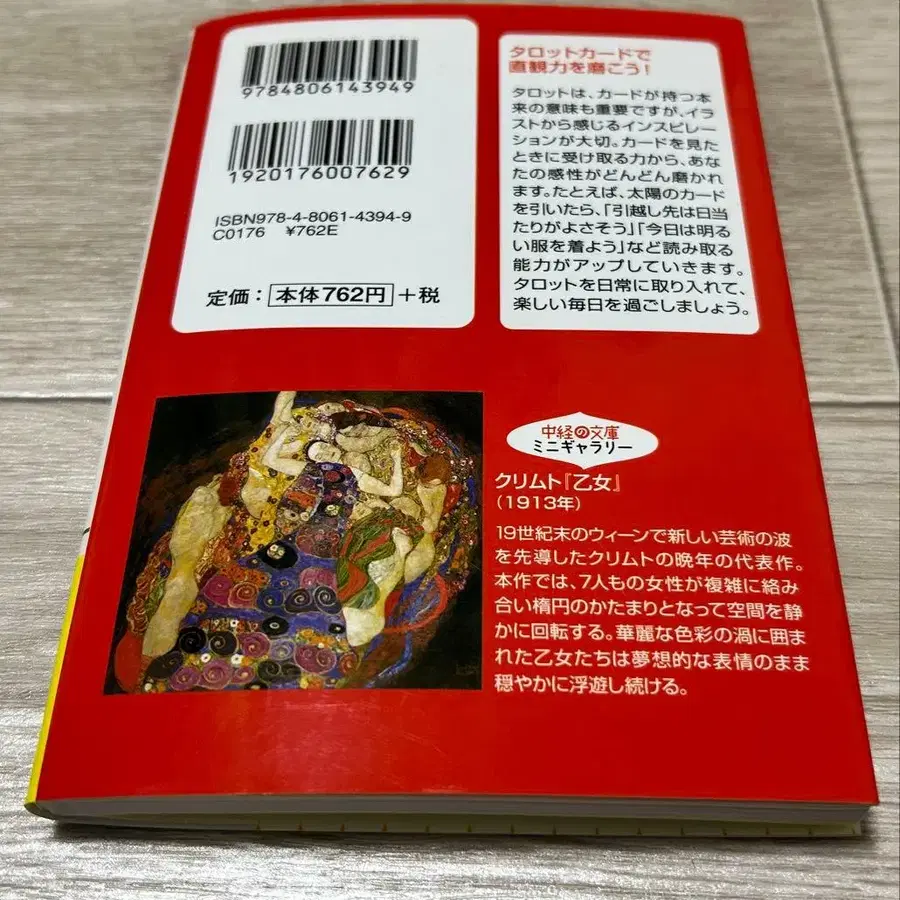 9784806143949
1920176007629
ISBN978-4-8061-4394-9
C0176 ¥762E
定価：本体762円＋税
タロットカードで
直観力を磨こう！
タロットは、カードが持つ本
来の意味も重要ですが、イラ
ストから感じるインスピレー
ションが大切。カードを見た
ときに受け取る力から、あな
たの感性がどんどん磨かれ
ます。たとえば、太陽のカード
を引いたら、「引越し先は日当
たりがよさそう」「今日は明る
い服を着よう」など読み取る
能力がアップしていきます。
タロットを日常に取り入れて、
楽しい毎日を過ごしましょう。
中経の文庫
ミニギャラリー
クリムト『乙女』
（1913年）
19世紀末のウィーンで新しい芸術の波
を先導したクリムトの晩年の代表作。
本作では、7人もの女性が複雑に絡み
合い楕円のかたまりとなって空間を静
かに回転する。華麗な色彩の渦に囲ま
れた乙女たちは夢想的な表情のまま
穏やかに浮遊し続ける。